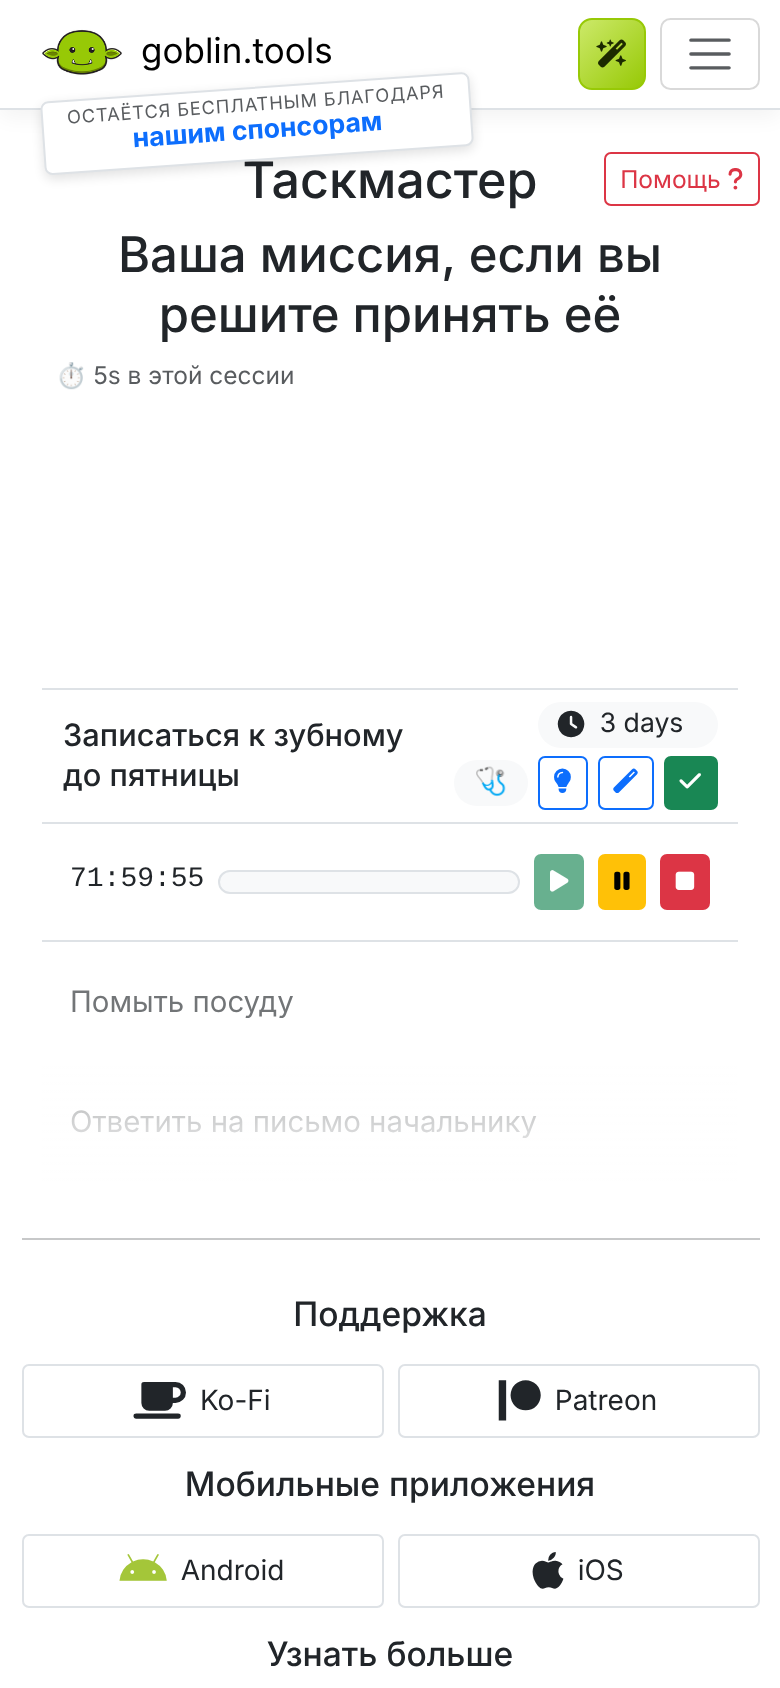 goblin.tools
ОСТАЁТСЯ БЕСПЛАТНЫМ БЛАГОДАРЯ
нашим спонсорам
Таскмастер
Помощь ?
Ваша миссия, если вы
решите принять её
5s в этой сессии
3 days
Записаться к зубному
до пятницы
71:59:55
Помыть посуду
Ответить на письмо начальнику
Поддержка
Ko-Fi
Patreon
Мобильные приложения
Android
iOS
Узнать больше